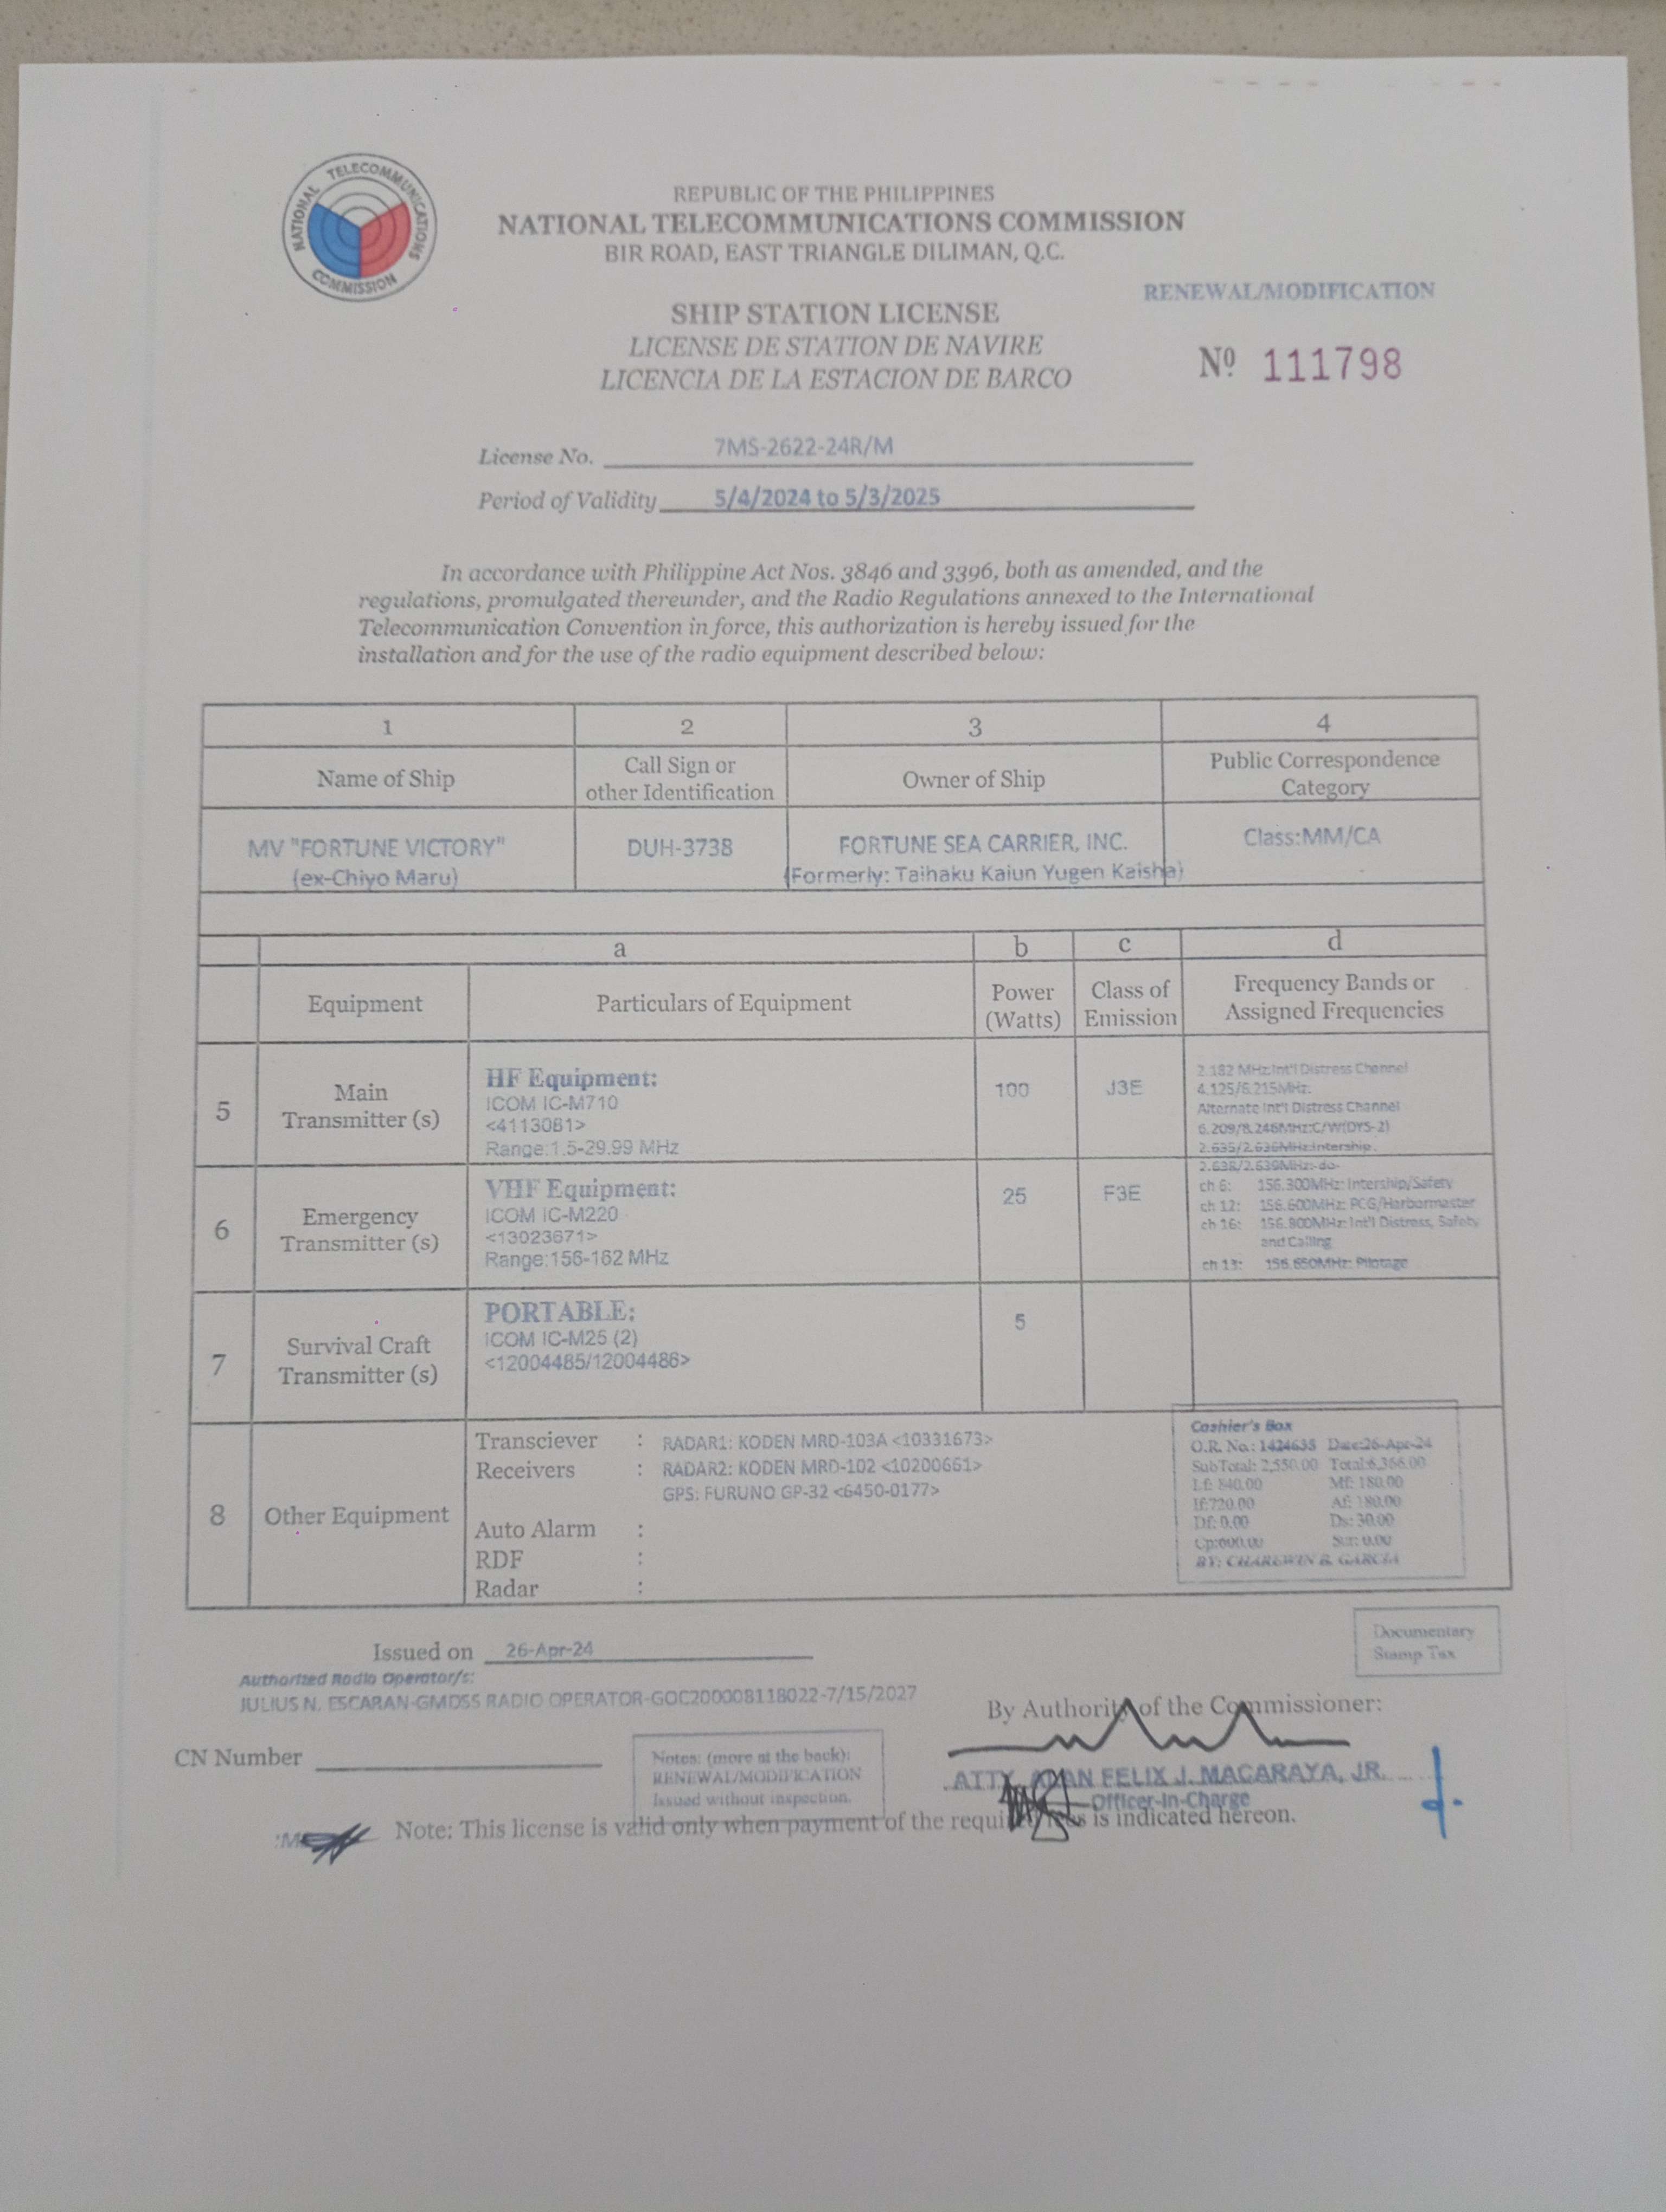 NATIONAL TELECOMMUNICATIONS COMMISSION
REPUBLIC OF THE PHILIPPINES
NATIONAL TELECOMMUNICATIONS COMMISSION
BIR ROAD, EAST TRIANGLE DILIMAN, Q.C.
RENEWAL/MODIFICATION
SHIP STATION LICENSE
LICENSE DE STATION DE NAVIRE
LICENCIA DE LA ESTACION DE BARCO
Nº 111798
License No. 7MS-2622-24R/M
Period of Validity 5/4/2024 to 5/3/2025
In accordance with Philippine Act Nos. 3846 and 3396, both as amended, and the
regulations, promulgated thereunder, and the Radio Regulations annexed to the International
Telecommunication Convention in force, this authorization is hereby issued for the
installation and for the use of the radio equipment described below:
1 2 3 4
Name of Ship
Call Sign or
other Identification
Owner of Ship
Public Correspondence
Category
MV "FORTUNE VICTORY"
(ex-Chiyo Maru)
DUH-3738
FORTUNE SEA CARRIER, INC.
(Formerly: Taihaku Kaiun Yugen Kaisha)
Class:MM/CA
a b c d
Equipment
Particulars of Equipment
Power
(Watts)
Class of
Emission
Frequency Bands or
Assigned Frequencies
5
Main
Transmitter (s)
HF Equipment:
ICOM IC-M710
<4113081>
Range:1.5-29.99 MHz
100
J3E
2.182 MHz:Int'l Distress Channel
4.125/6.215MHz:
Alternate Int'l Distress Channel
6.209/8.246MHz:C/W(DYS-2)
2.635/2.636MHz:Intership
2.638/2.639MHz:-do-
6
Emergency
Transmitter (s)
VHF Equipment:
ICOM IC-M220
<13023671>
Range:156-162 MHz
25
F3E
ch 6: 156.300MHz: Intership/Safety
ch 12: 156.600MHz: PCG/Harbormaster
ch 16: 156.800MHz: Int'l Distress, Safety
and Calling
ch 13: 156.650MHz: Pilotage
7
Survival Craft
Transmitter (s)
PORTABLE:
ICOM IC-M25 (2)
<12004485/12004486>
5
8
Other Equipment
Transciever : RADAR1: KODEN MRD-103A <10331673>
Receivers : RADAR2: KODEN MRD-102 <10200661>
GPS: FURUNO GP-32 <6450-0177>
Auto Alarm :
RDF :
Radar :
Cashier's Box
O.R. No.: 1424635 Date:26-Apr-24
SubTotal: 2,550.00 Total:6,366.00
Lf: 840.00 Mf: 180.00
If:720.00 Af: 180.00
Df: 0.00 Ds: 30.00
Cp:600.00 Sur: 0.00
BY: CHAREWIN B. GARCIA
Documentary
Stamp Tax
Issued on 26-Apr-24
Authorized Radio Operator/s:
JULIUS N. ESCARAN-GMDSS RADIO OPERATOR-GOC200008118022-7/15/2027
By Authority of the Commissioner:
CN Number
Notes: (more at the back):
RENEWAL/MODIFICATION
Issued without inspection.
ATTY. FELIX J. MACARAYA, JR.
Officer-In-Charge
Note: This license is valid only when payment of the required fees is indicated hereon.